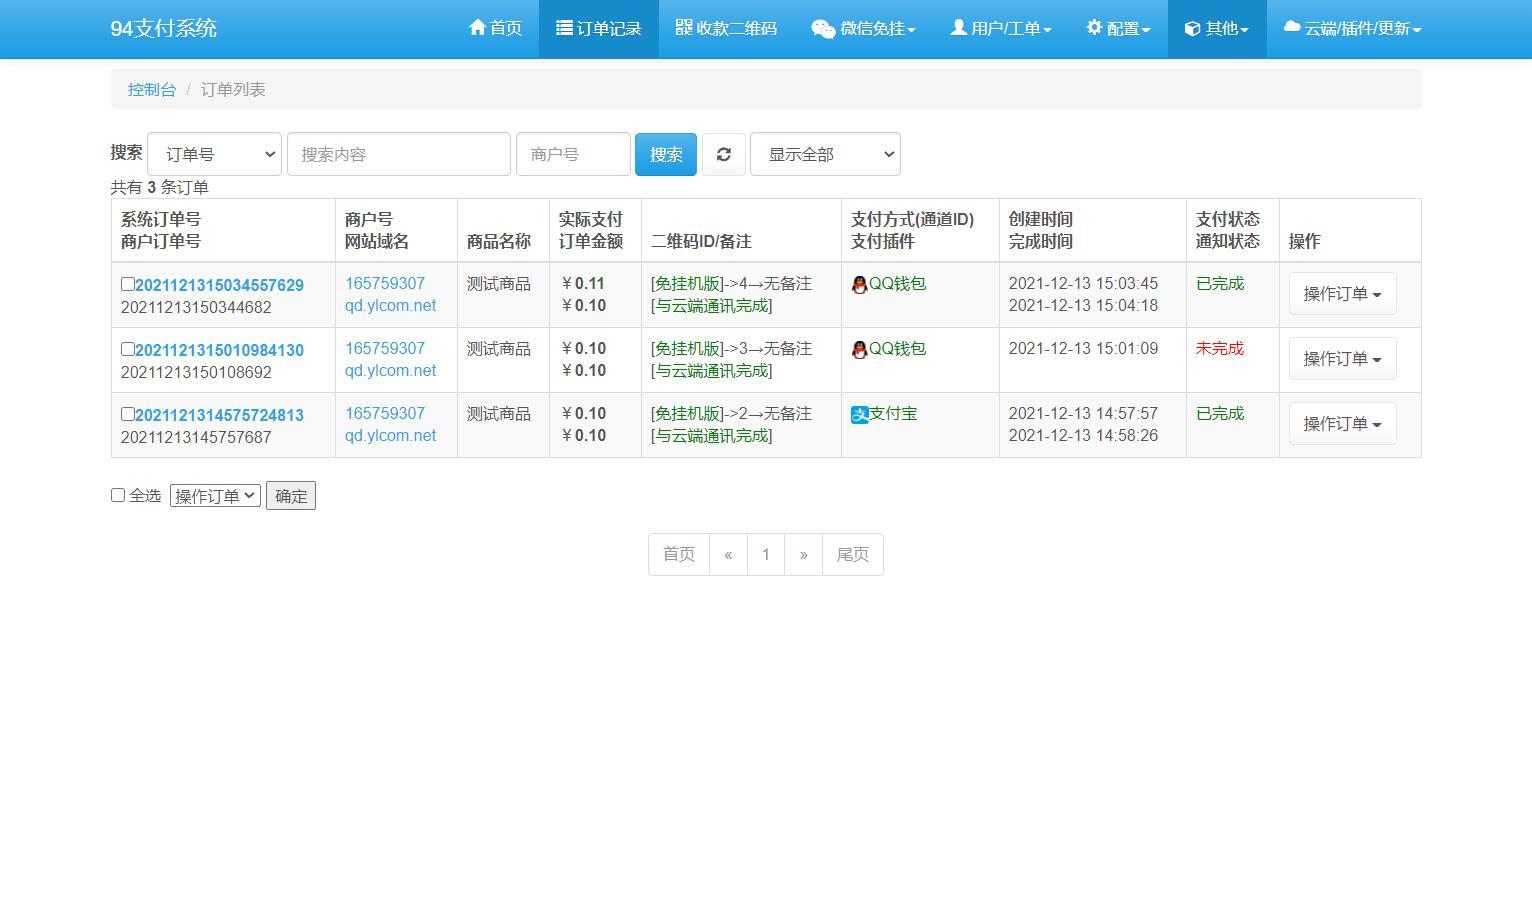 94支付系统
首页
订单记录
收款二维码
微信免挂
用户/工单
配置
其他
云端/插件/更新
控制台 / 订单列表
搜索 订单号 搜索内容 商户号 搜索 显示全部
共有 3 条订单
系统订单号
商户订单号
商户号
网站域名
商品名称
实际支付
订单金额
二维码ID/备注
支付方式(通道ID)
支付插件
创建时间
完成时间
支付状态
通知状态
操作
2021121315034557629
20211213150344682
165759307
qd.ylcom.net
测试商品
￥0.11
￥0.10
[免挂机版]->4→无备注
[与云端通讯完成]
QQ钱包
2021-12-13 15:03:45
2021-12-13 15:04:18
已完成
操作订单
2021121315010984130
20211213150108692
165759307
qd.ylcom.net
测试商品
￥0.10
￥0.10
[免挂机版]->3→无备注
[与云端通讯完成]
QQ钱包
2021-12-13 15:01:09
未完成
操作订单
2021121314575724813
20211213145757687
165759307
qd.ylcom.net
测试商品
￥0.10
￥0.10
[免挂机版]->2→无备注
[与云端通讯完成]
支付宝
2021-12-13 14:57:57
2021-12-13 14:58:26
已完成
操作订单
全选 操作订单 确定
首页 « 1 » 尾页